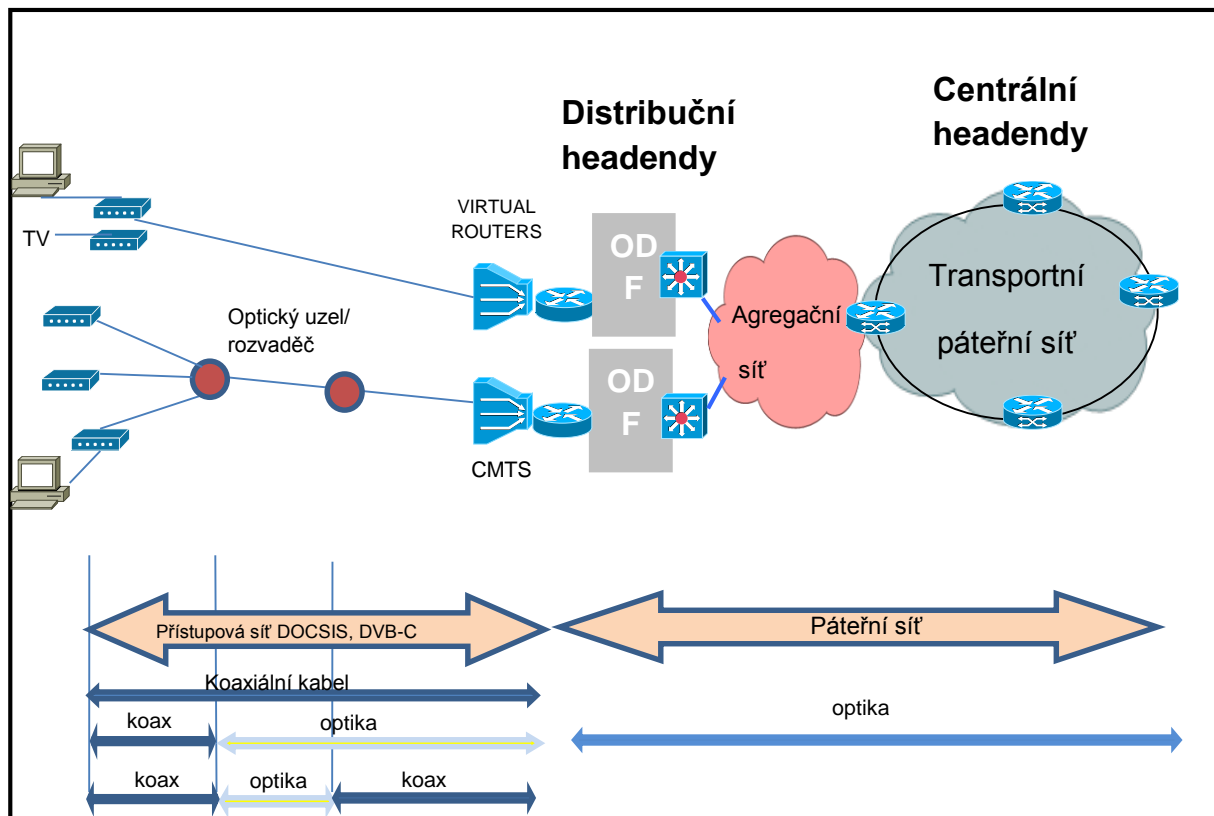 Distribuční
headendy
Centrální
headendy
TV
VIRTUAL
ROUTERS
OD
F
Optický uzel/
rozvaděč
Agregační
síť
Transportní
páteřní síť
OD
F
CMTS
Přístupová síť DOCSIS, DVB-C
Páteřní síť
Koaxiální kabel
koax
optika
optika
koax
optika
koax